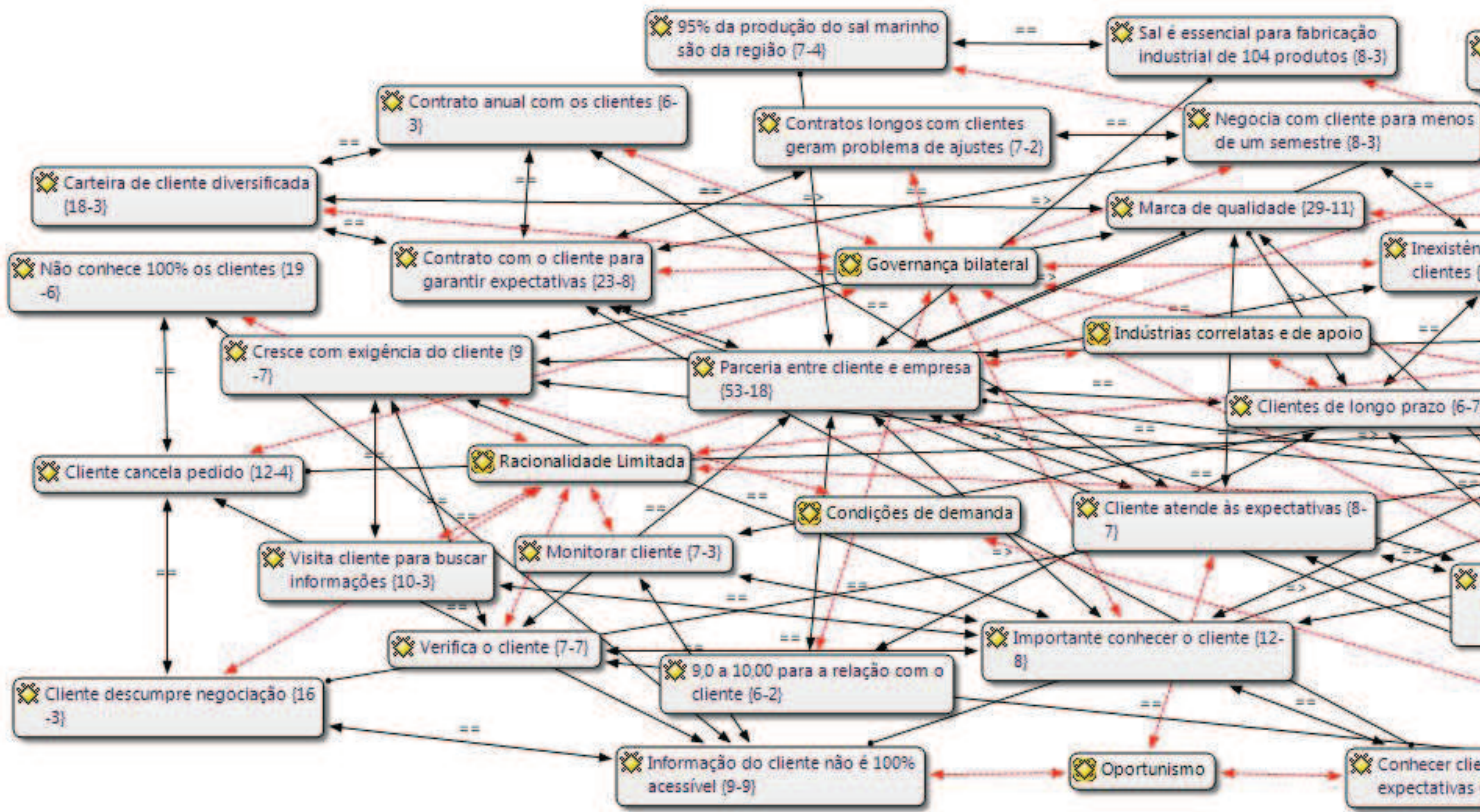 95% da produção do sal marinho
são da região {7-4}
Sal é essencial para fabricação
industrial de 104 produtos {8-3}
Contrato anual com os clientes {6-
3}
Contratos longos com clientes
geram problema de ajustes {7-2}
Negocia com cliente para menos
de um semestre {8-3}
Carteira de cliente diversificada
{18-3}
Marca de qualidade {29-11}
Não conhece 100% os clientes {19
-6}
Contrato com o cliente para
garantir expectativas {23-8}
Governança bilateral
clientes {
Cresce com exigência do cliente {9
-7}
Parceria entre cliente e empresa
{53-18}
Indústrias correlatas e de apoio
Clientes de longo prazo {6-7
Cliente cancela pedido {12-4}
Racionalidade Limitada
Condições de demanda
Cliente atende às expectativas {8-
7}
Visita cliente para buscar
informações {10-3}
Monitorar cliente {7-3}
Verifica o cliente {7-7}
9,0 a 10,00 para a relação com o
cliente {6-2}
Importante conhecer o cliente {12-
8}
Cliente descumpre negociação {16
-3}
Informação do cliente não é 100%
acessível {9-9}
Oportunismo
Conhecer
expectativas
==
=>